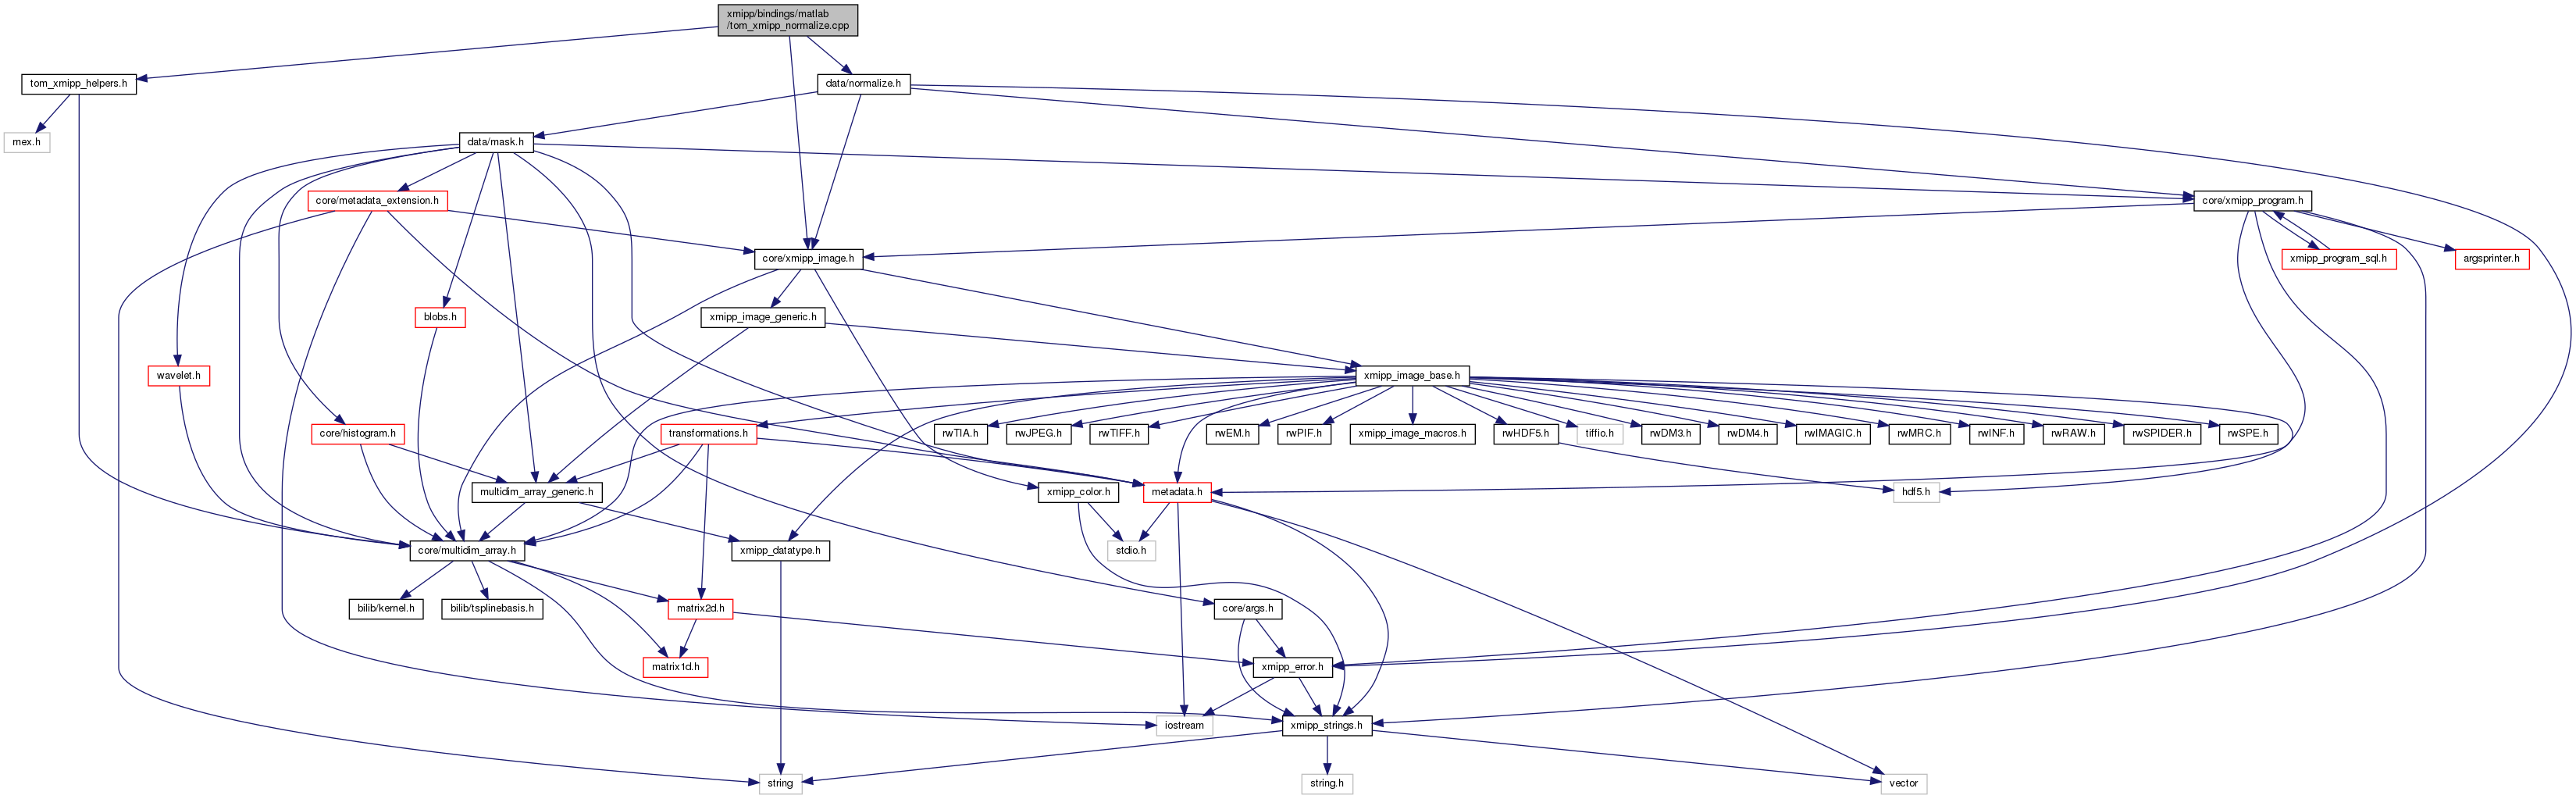 xmipp/bindings/matlab
/tom_xmipp_normalize.cpp
tom_xmipp_helpers.h
data/normalize.h
mex.h
data/mask.h
core/metadata_extension.h
core/xmipp_program.h
core/xmipp_image.h
xmipp_program_sql.h
argsprinter.h
blobs.h
xmipp_image_generic.h
wavelet.h
xmipp_image_base.h
core/histogram.h
transformations.h
rwTIA.h
rwJPEG.h
rwTIFF.h
rwEM.h
rwPIF.h
xmipp_image_macros.h
rwHDF5.h
tiffio.h
rwDM3.h
rwDM4.h
rwIMAGIC.h
rwMRC.h
rwINF.h
rwRAW.h
rwSPIDER.h
rwSPE.h
multidim_array_generic.h
xmipp_color.h
metadata.h
hdf5.h
core/multidim_array.h
xmipp_datatype.h
stdio.h
bilib/kernel.h
bilib/tsplinebasis.h
matrix2d.h
core/args.h
matrix1d.h
xmipp_error.h
iostream
xmipp_strings.h
string
string.h
vector